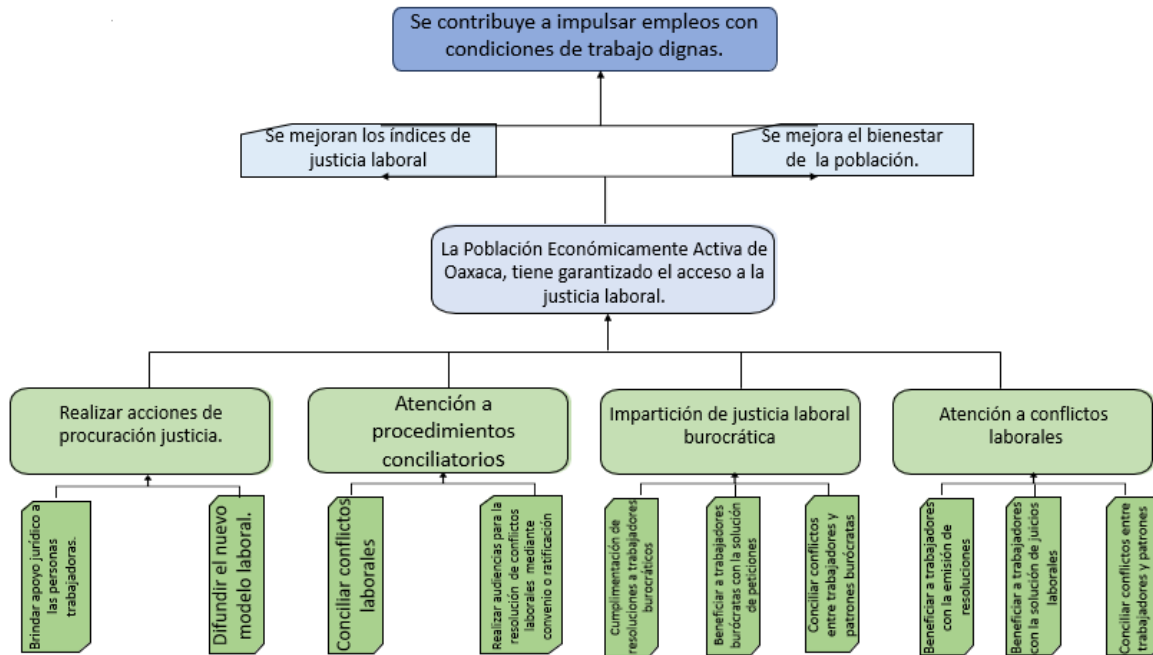 Se contribuye a impulsar empleos con
condiciones de trabajo dignas.
Se mejoran los índices de
justicia laboral
Se mejora el bienestar
de la población.
La Población Económicamente Activa de
Oaxaca, tiene garantizado el acceso a la
justicia laboral.
Realizar acciones de
procuración justicia.
Atención a
procedimientos
conciliatorios
Impartición de justicia laboral
burocrática
Atención a conflictos
laborales
Brindar apoyo jurídico a
las personas
trabajadoras.
Difundir el nuevo
modelo laboral.
Conciliar conflictos
laborales
Realizar audiencias para la
resolución de conflictos
laborales mediante
convenio o ratificación
Cumplimentación de
resoluciones a trabajadores
burocráticos
Beneficiar a trabajadores
burócratas con la solución
de peticiones
Conciliar conflictos
entre trabajadores y
patrones burócratas
Beneficiar a trabajadores
con la emisión de
resoluciones
Beneficiar a trabajadores
con la solución de juicios
laborales
Conciliar conflictos entre
trabajadores y patrones